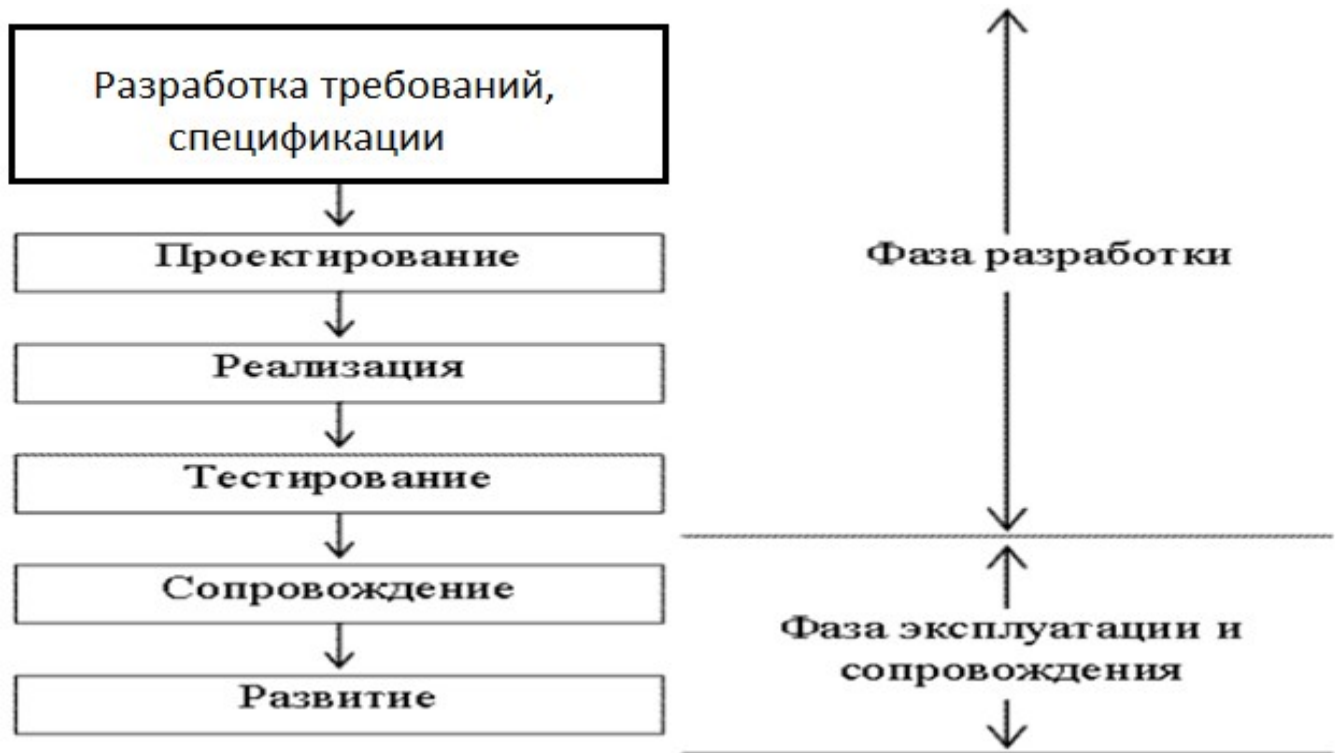 Разработка требований,
спецификации
Проектирование
Реализация
Тестирование
Сопровождение
Развитие
Фаза разработки
Фаза эксплуатации и
сопровождения